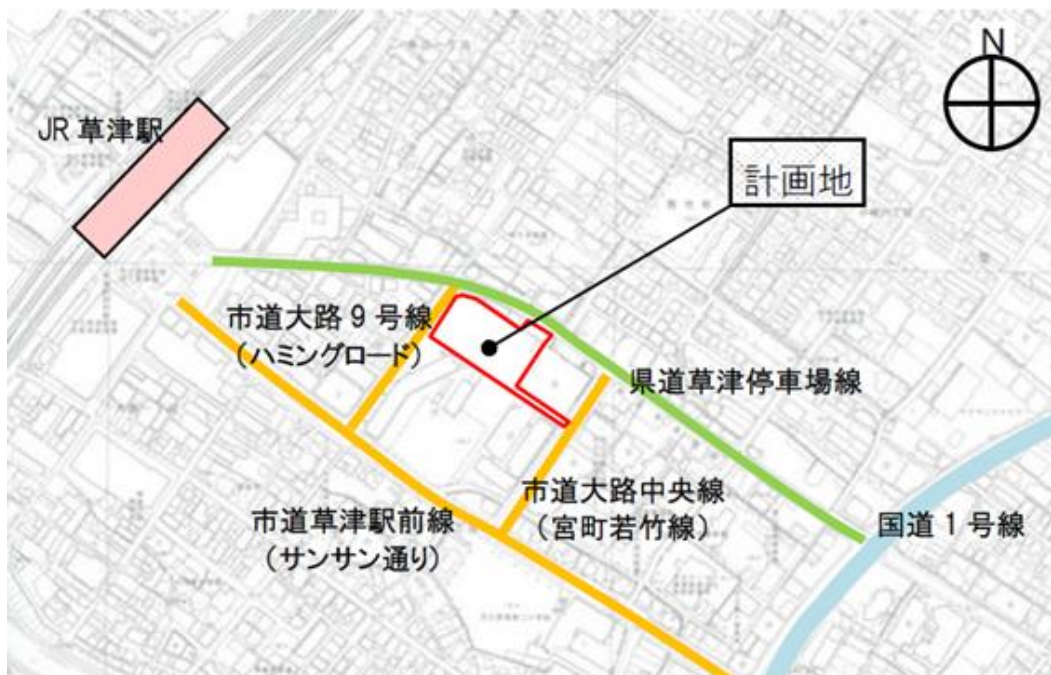 N
JR 草津駅
計画地
市道大路 9 号線
（ハミングロード）
県道草津停車場線
市道大路中央線
（宮町若竹線）
市道草津駅前線
（サンサン通り）
国道 1 号線